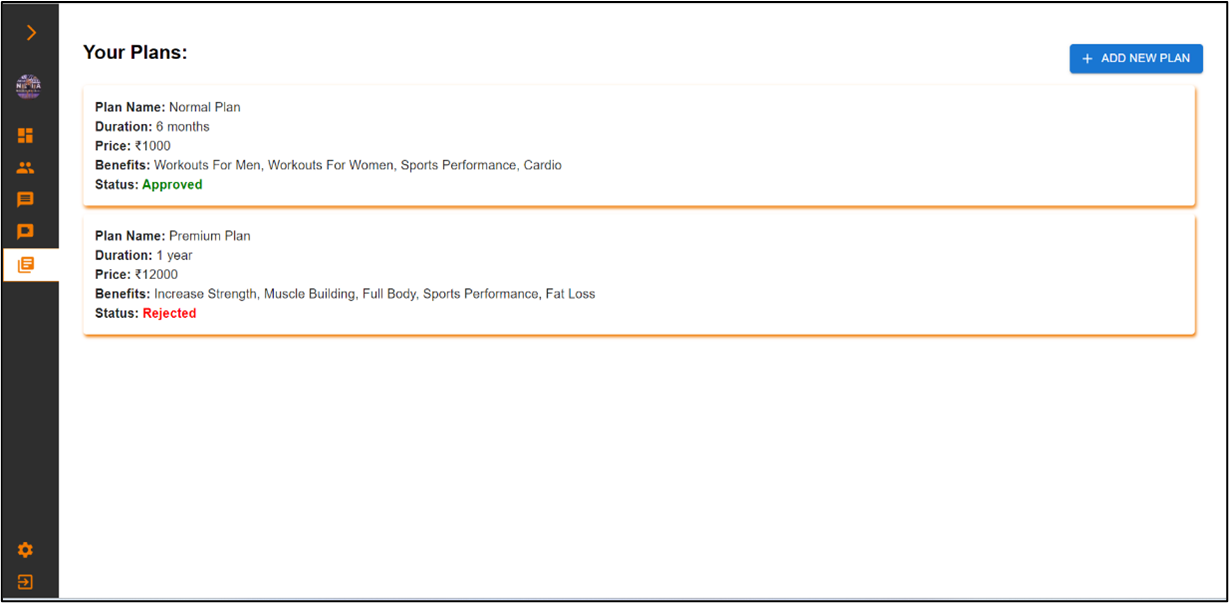 Your Plans:
+ ADD NEW PLAN
Plan Name: Normal Plan
Duration: 6 months
Price: ₹1000
Benefits: Workouts For Men, Workouts For Women, Sports Performance, Cardio
Status: Approved
Plan Name: Premium Plan
Duration: 1 year
Price: ₹12000
Benefits: Increase Strength, Muscle Building, Full Body, Sports Performance, Fat Loss
Status: Rejected